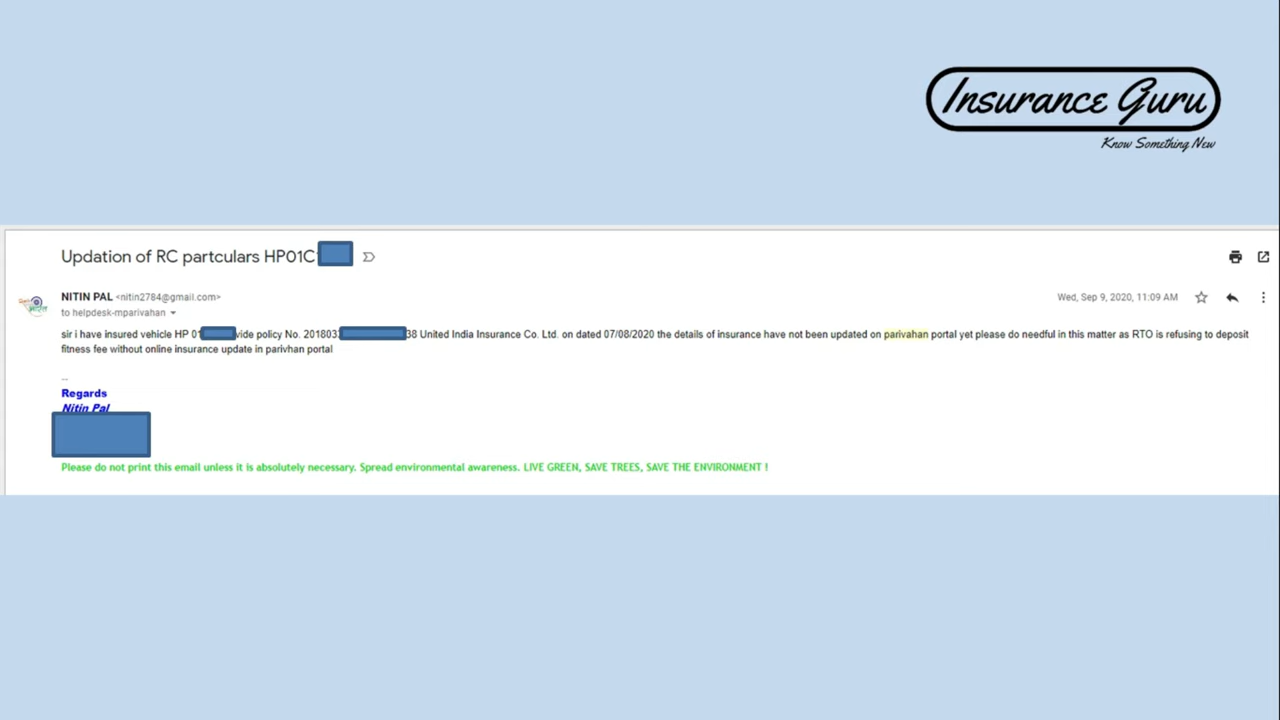 Insurance Guru
Know Something New
Updation of RC partculars HP01C
NITIN PAL <nitin2784@gmail.com>
Wed, Sep 9, 2020, 11:09 AM
to helpdesk-mparivahan
sir i have insured vehicle HP 01 vide policy No. 201803 38 United India Insurance Co. Ltd. on dated 07/08/2020 the details of insurance have not been updated on parivahan portal yet please do needful in this matter as RTO is refusing to deposit
fitness fee without online insurance update in parivhan portal
--
Regards
Nitin Pal
Please do not print this email unless it is absolutely necessary. Spread environmental awareness. LIVE GREEN, SAVE TREES, SAVE THE ENVIRONMENT !